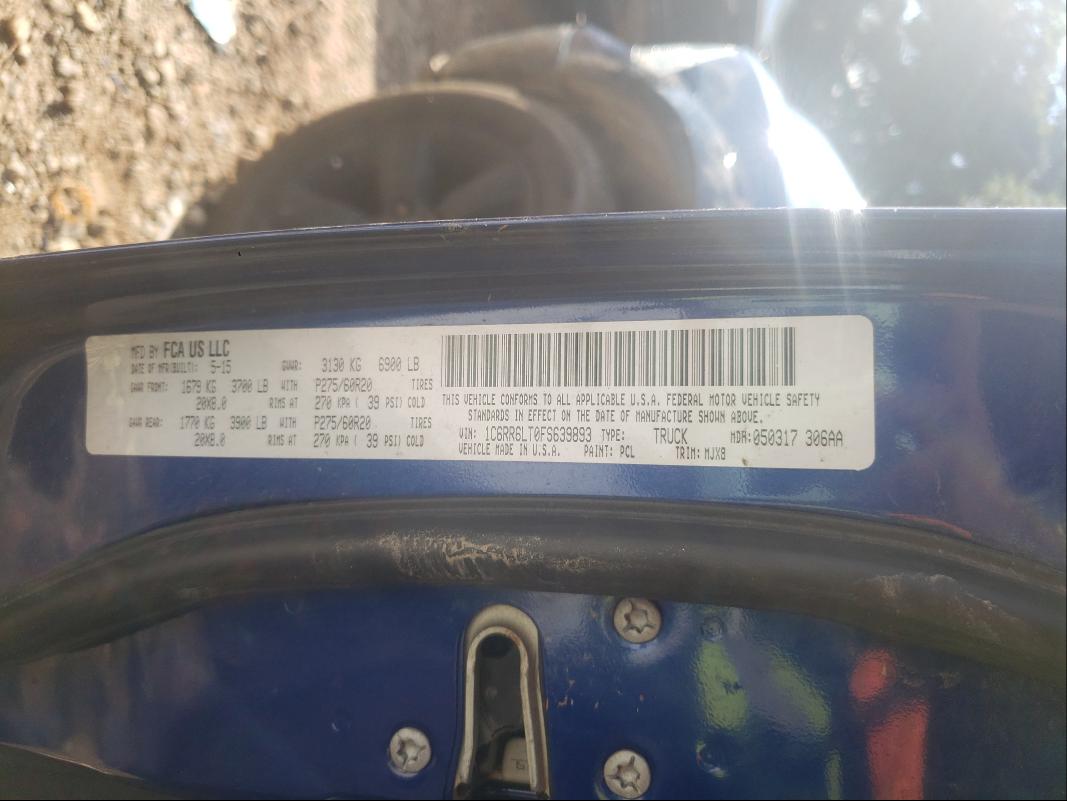 MFD BY FCA US LLC
DATE OF MFR(BUILT): 5-15 GVWR: 3130 KG 6900 LB
GAWR FRONT: 1679 KG 3700 LB WITH P275/60R20 TIRES
20X8.0 RIMS AT 270 KPA ( 39 PSI) COLD
GAWR REAR: 1770 KG 3900 LB WITH P275/60R20 TIRES
20X8.0 RIMS AT 270 KPA ( 39 PSI) COLD
THIS VEHICLE CONFORMS TO ALL APPLICABLE U.S.A. FEDERAL MOTOR VEHICLE SAFETY
STANDARDS IN EFFECT ON THE DATE OF MANUFACTURE SHOWN ABOVE.
VIN: 1C6RR6LT0FS639893 TYPE: TRUCK MDH: 050317 306AA
VEHICLE MADE IN U.S.A. PAINT: PCL TRIM: MJX8